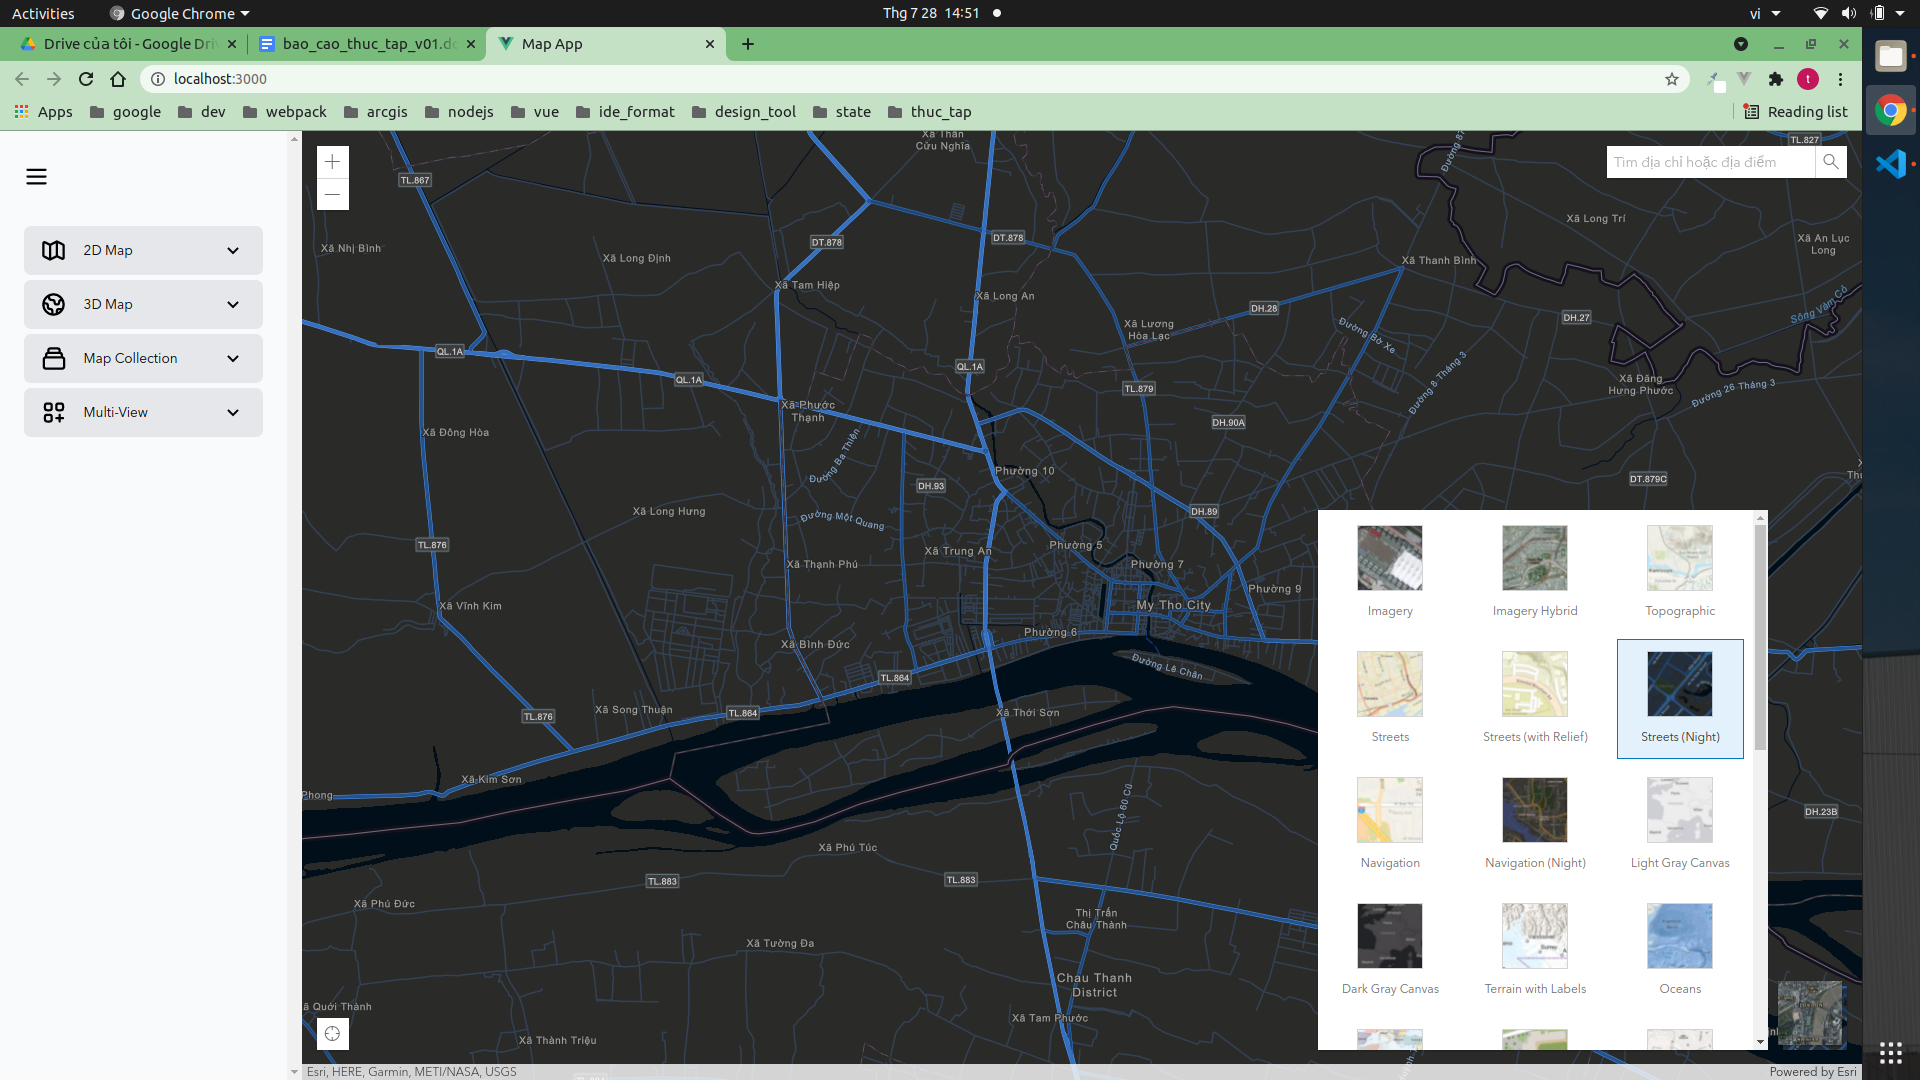 Activities
Google Chrome
Thg 7 28 14:51
vi
Drive của tôi - Google Dri
bao_cao_thuc_tap_v01.do
Map App
localhost:3000
t
Apps
google
dev
webpack
arcgis
nodejs
vue
ide_format
design_tool
state
thuc_tap
Reading list
2D Map
3D Map
Map Collection
Multi-View
Tìm địa chỉ hoặc địa điểm
Xã Thân
Cửu Nghĩa
TL.827
TL.867
Đường 87
Xã Long Trí
Xã Nhị Bình
Xã Long Định
DT.878
DT.878
Xã An Lục
Long
Xã Thanh Bình
Xã Tam Hiệp
Xã Long An
DH.28
Sông Vàm Cỏ
Xã Lương
Hòa Lạc
Đường Bờ Xe
DH.27
QL.1A
QL.1A
QL.1A
TL.879
Đường 8 Tháng 3
Xã Đăng
Hưng Phước
Đường 26 Tháng 3
Xã Phước
Thạnh
DH.90A
Xã Đông Hòa
Đường Ba Thiện
Phường 10
DH.93
DT.879C
Xã Long Hưng
Đường Một Quang
DH.89
TL.876
Xã Trung An
Phường 5
Xã Thạnh Phú
Phường 7
Phường 9
Xã Vĩnh Kim
My Tho City
Phường 6
Xã Bình Đức
Đường Lê Chân
TL.864
Xã Song Thuận
TL.864
TL.876
Xã Thới Sơn
Xã Kim Sơn
Phong
Quốc Lộ 60 Cũ
DH.23B
Xã Phú Túc
TL.883
TL.883
Xã Phú Đức
Thị Trấn
Châu Thành
Xã Tường Đa
Chau Thanh
District
ã Quới Thành
Xã Tam Phước
Xã Thành Triệu
Imagery
Imagery Hybrid
Topographic
Streets
Streets (with Relief)
Streets (Night)
Navigation
Navigation (Night)
Light Gray Canvas
Dark Gray Canvas
Terrain with Labels
Oceans
Esri, HERE, Garmin, METI/NASA, USGS
Powered by Esri